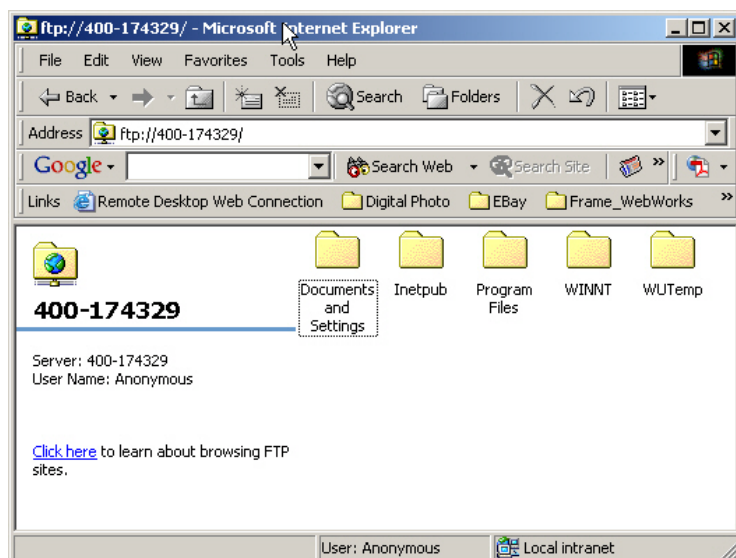 ftp://400-174329/ - Microsoft Internet Explorer
File Edit View Favorites Tools Help
Back Search Folders
Address ftp://400-174329/
Google Search Web Search Site »
Links Remote Desktop Web Connection Digital Photo EBay Frame_WebWorks »
400-174329
Server: 400-174329
User Name: Anonymous
Click here to learn about browsing FTP
sites.
Documents
and
Settings
Inetpub
Program
Files
WINNT
WUTemp
User: Anonymous Local intranet